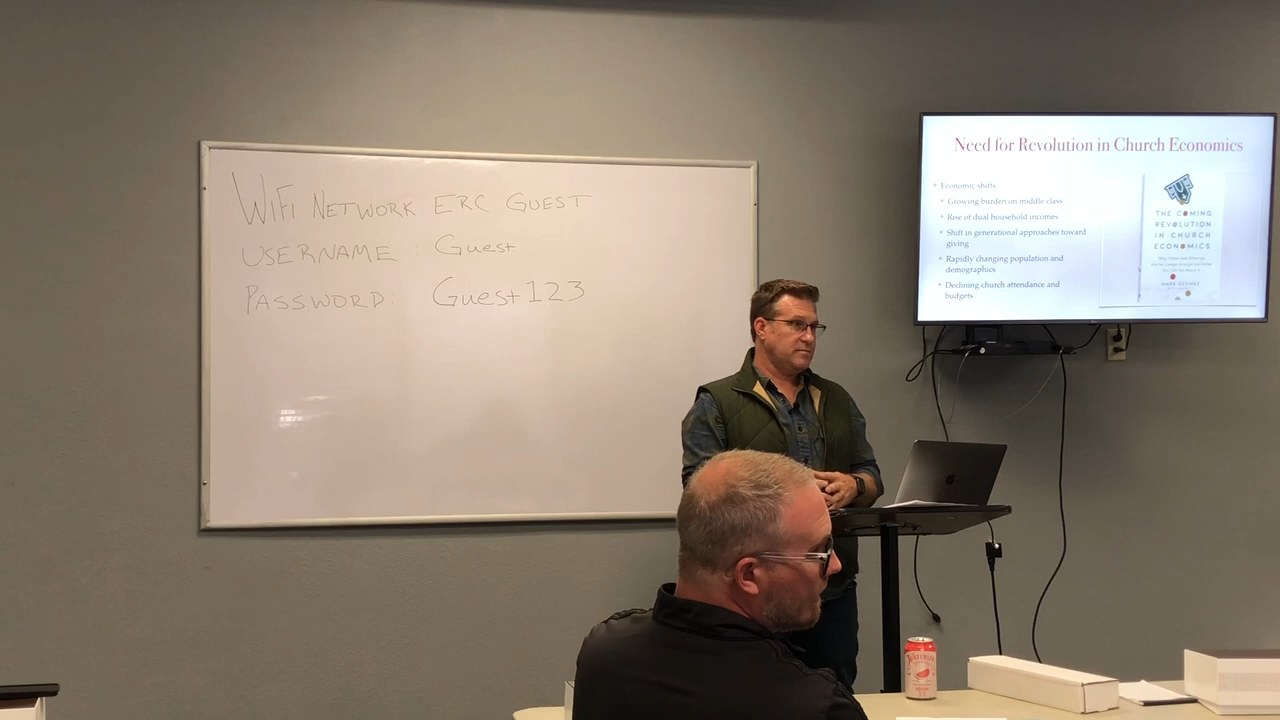 WIFI NETWORK ERC GUEST
USERNAME : Guest
PASSWORD: Guest123
Need for Revolution in Church Economics
Economic shifts
Growing burden on middle class
Rise of dual household incomes
Shift in generational approaches toward
giving
Rapidly changing population and
demographics
Declining church attendance and
budgets
THE COMING
REVOLUTION
IN CHURCH
ECONOMICS
MARK DEYMAZ